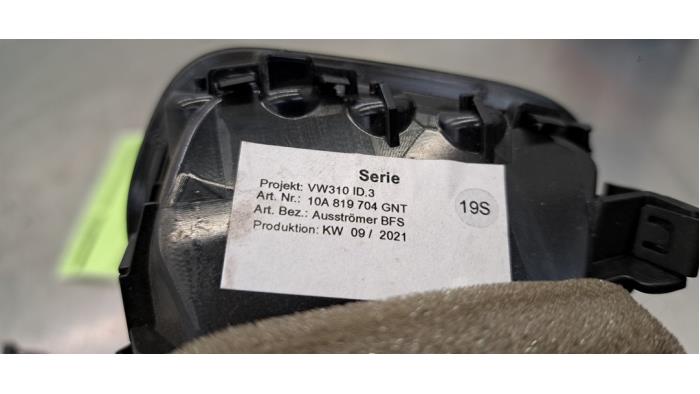 Serie
Projekt: VW310 ID.3
Art. Nr.: 10A 819 704 GNT
Art. Bez.: Ausströmer BFS
Produktion: KW 09 / 2021
19S